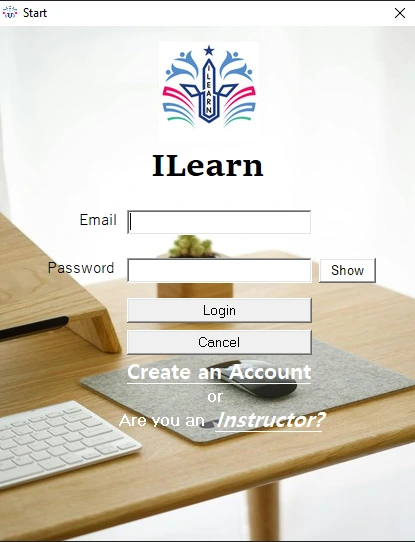 Start
ILEARN
ILearn
Email
Password
Show
Login
Cancel
Create an Account
or
Are you an Instructor?